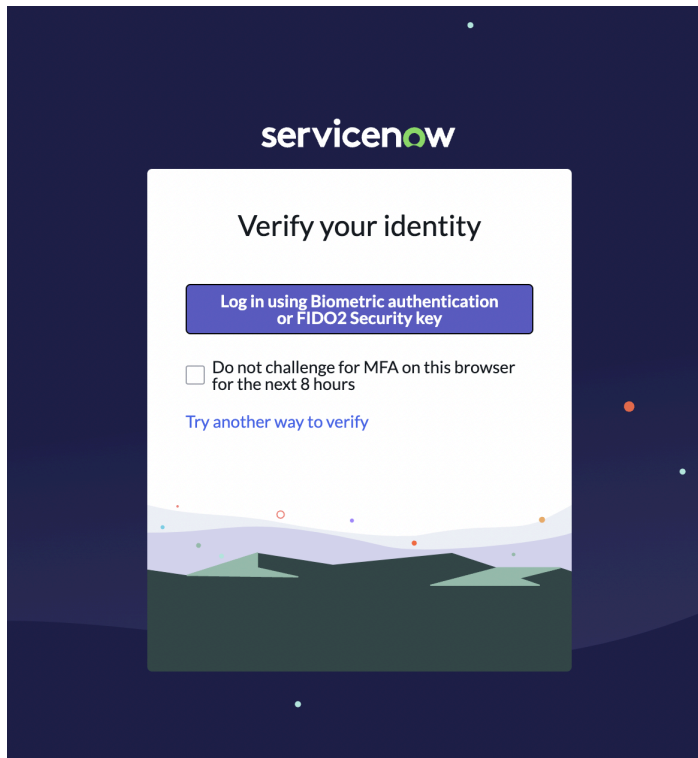 servicenow
Verify your identity
Log in using Biometric authentication
or FIDO2 Security key
Do not challenge for MFA on this browser
for the next 8 hours
Try another way to verify